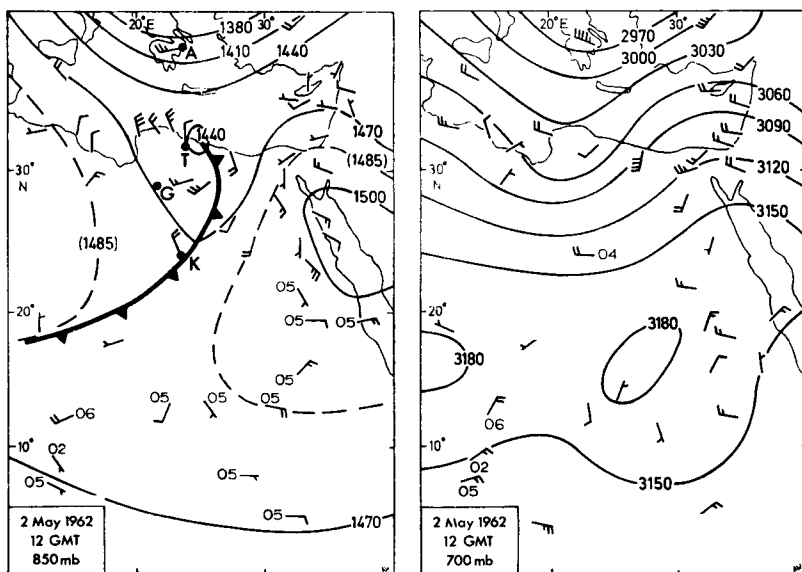 20°E 30°
1380
1410 1440
A
1440
T
1470
(1485)
30°
N
G
1500
(1485)
K
05
20°
05 05
05
06 05 05 05
10°
02
05 05
05
1470
2 May 1962
12 GMT
850 mb
20°E 30°
2970
3000 3030
3060
3090
30°
N
3120
3150
04
20°
3180
3180
06
10°
02
05
3150
2 May 1962
12 GMT
700 mb